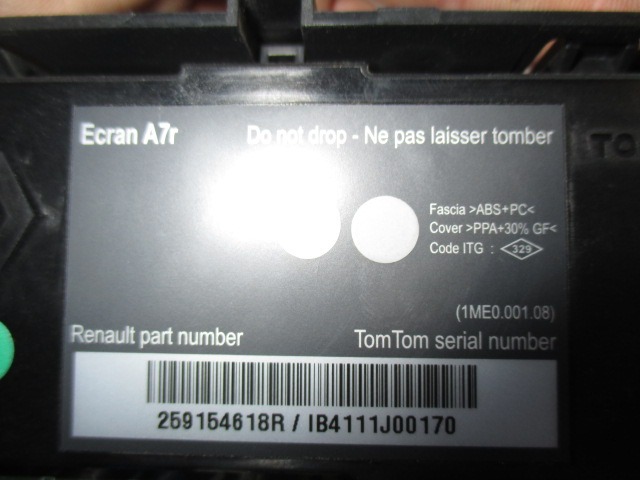 Ecran A7r
Do not drop - Ne pas laisser tomber
Fascia >ABS+PC<
Cover >PPA+30% GF<
Code ITG : 329
(1ME0.001.08)
Renault part number
TomTom serial number
259154618R / IB4111J00170